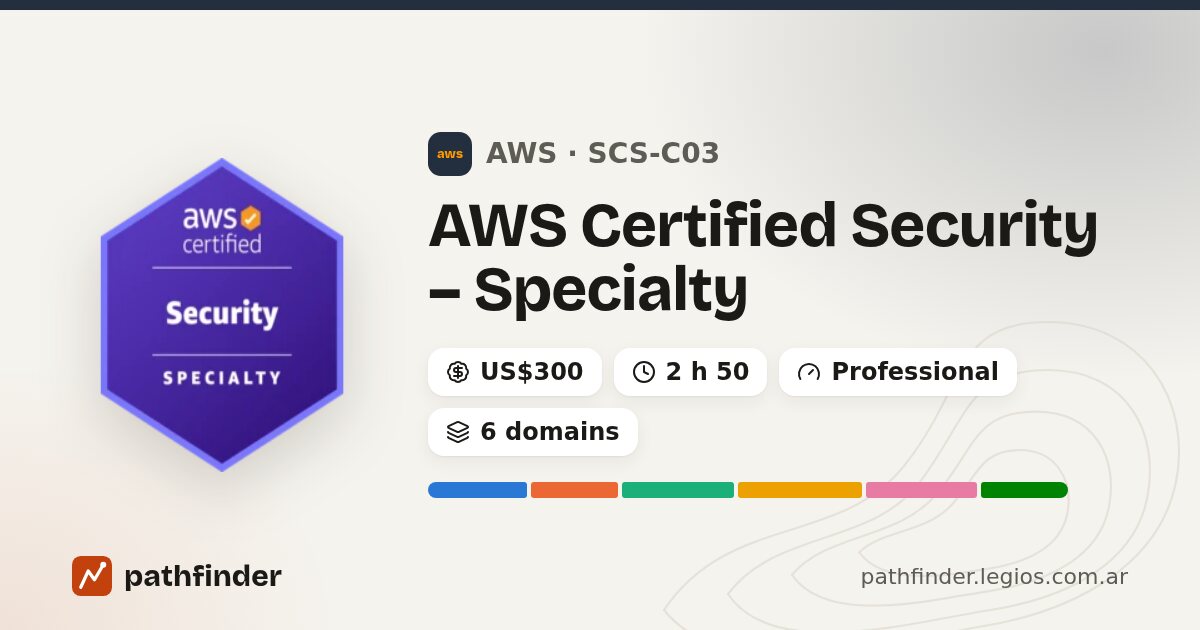 aws
certified
Security
SPECIALTY
aws
AWS · SCS-C03
AWS Certified Security
– Specialty
US$300
2 h 50
Professional
6 domains
pathfinder
pathfinder.legios.com.ar